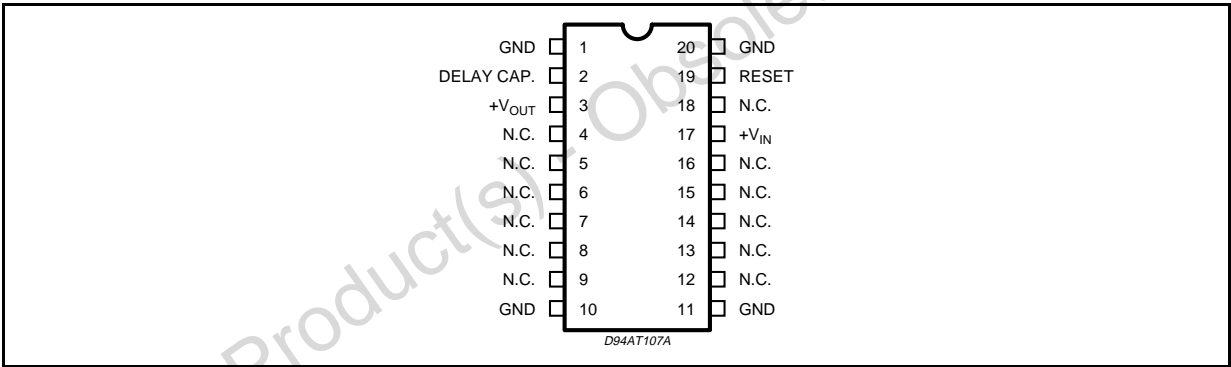 GND 1 20 GND
DELAY CAP. 2 19 RESET
+VOUT 3 18 N.C.
N.C. 4 17 +VIN
N.C. 5 16 N.C.
N.C. 6 15 N.C.
N.C. 7 14 N.C.
N.C. 8 13 N.C.
N.C. 9 12 N.C.
GND 10 11 GND
D94AT107A
Product(s) - Obsole